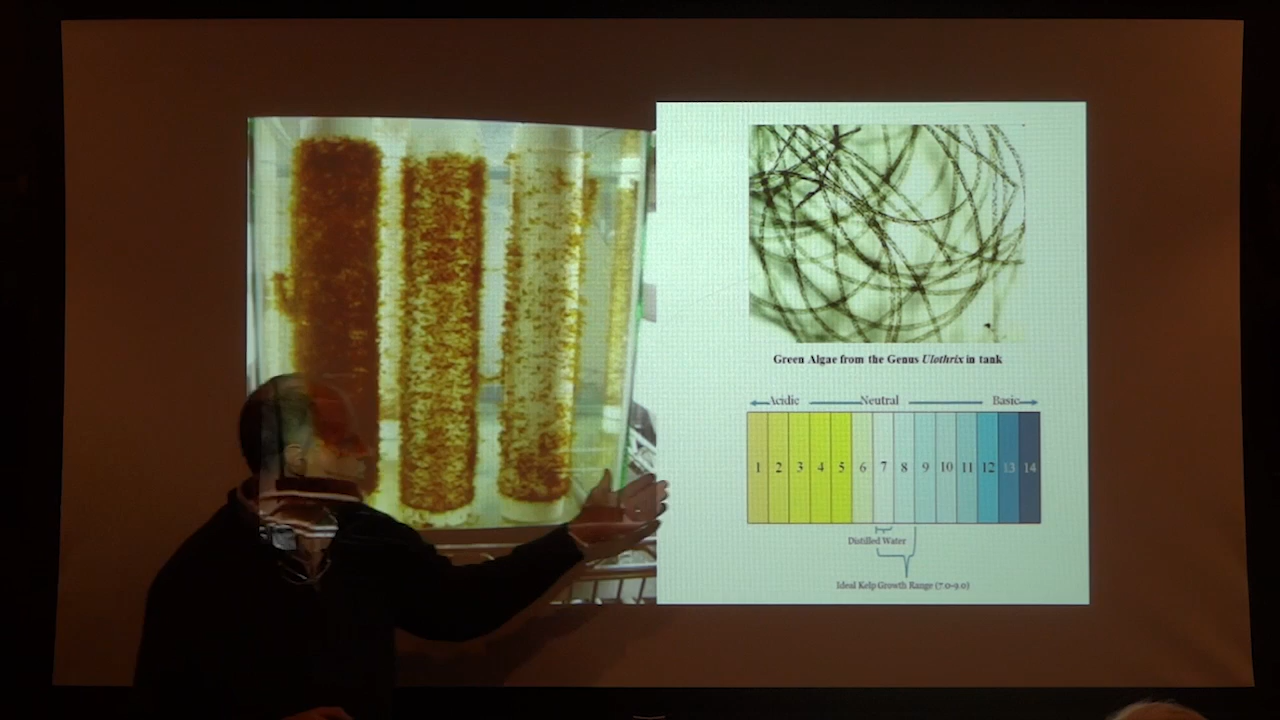 Green Algae from the Genus Ulothrix in tank
Acidic Neutral Basic
1 2 3 4 5 6 7 8 9 10 11 12 13 14
Distilled Water
Ideal Kelp Growth Range (7.0-9.0)